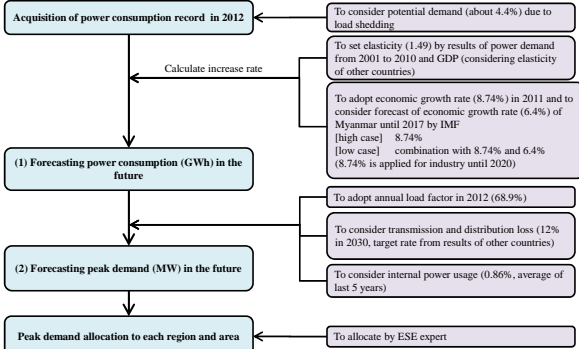 Acquisition of power consumption record in 2012
To consider potential demand (about 4.4%) due to
load shedding
To set elasticity (1.49) by results of power demand
from 2001 to 2010 and GDP (considering elasticity
of other countries)
Calculate increase rate
To adopt economic growth rate (8.74%) in 2011 and to
consider forecast of economic growth rate (6.4%) of
Myanmar until 2017 by IMF
[high case] 8.74%
[low case] combination with 8.74 and 6.4%
(8.74% is applied for industry until 2020)
(1) Forecasting power consumption (GWh) in the
future
To adopt annual load factor in 2012 (68.9%)
To consider transmission and distribution loss (12%
in 2030, target rate from results of other countries)
(2) Forecasting peak demand (MW) in the future
To consider internal power usage (0.86%, average of
last 5 years)
Peak demand allocation to each region and area
To allocate by ESE expert